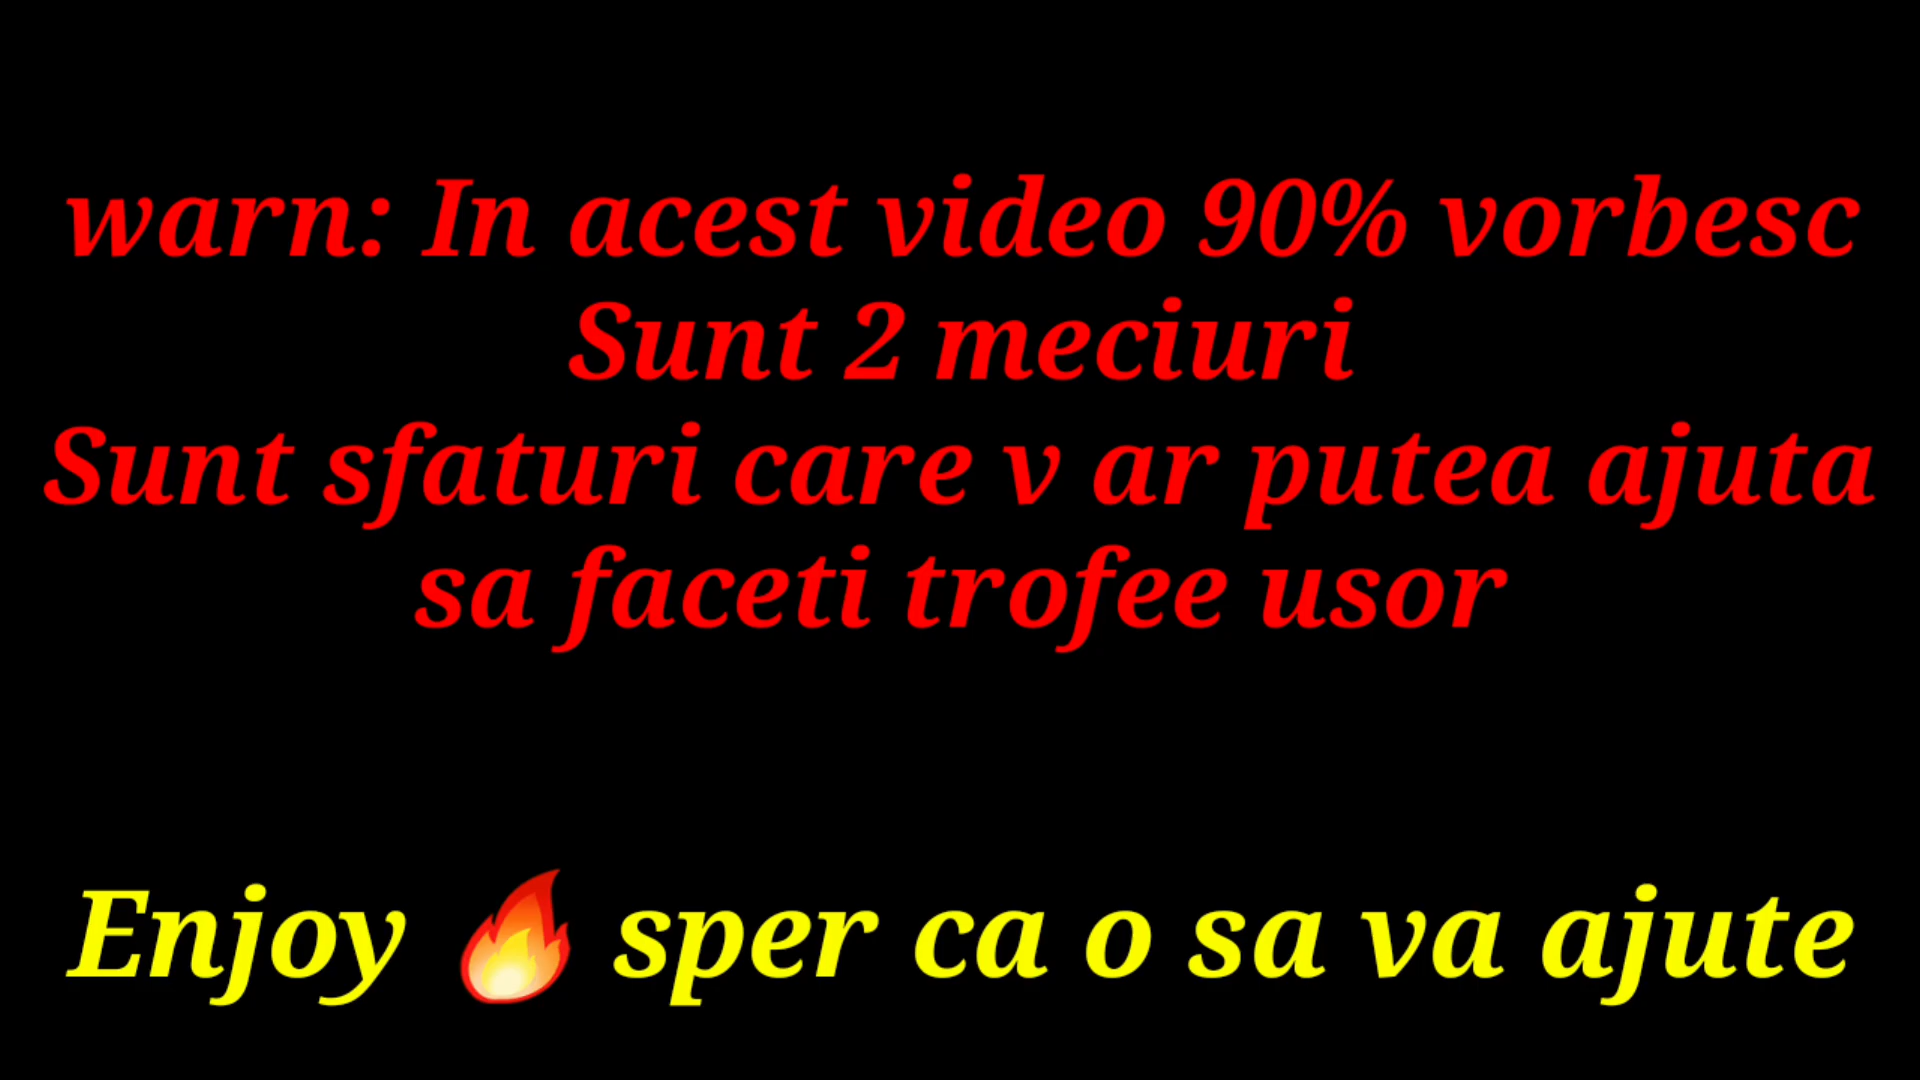 warn: In acest video 90% vorbesc
Sunt 2 meciuri
Sunt sfaturi care v ar putea ajuta
sa faceti trofee usor
Enjoy 🔥 sper ca o sa va ajute